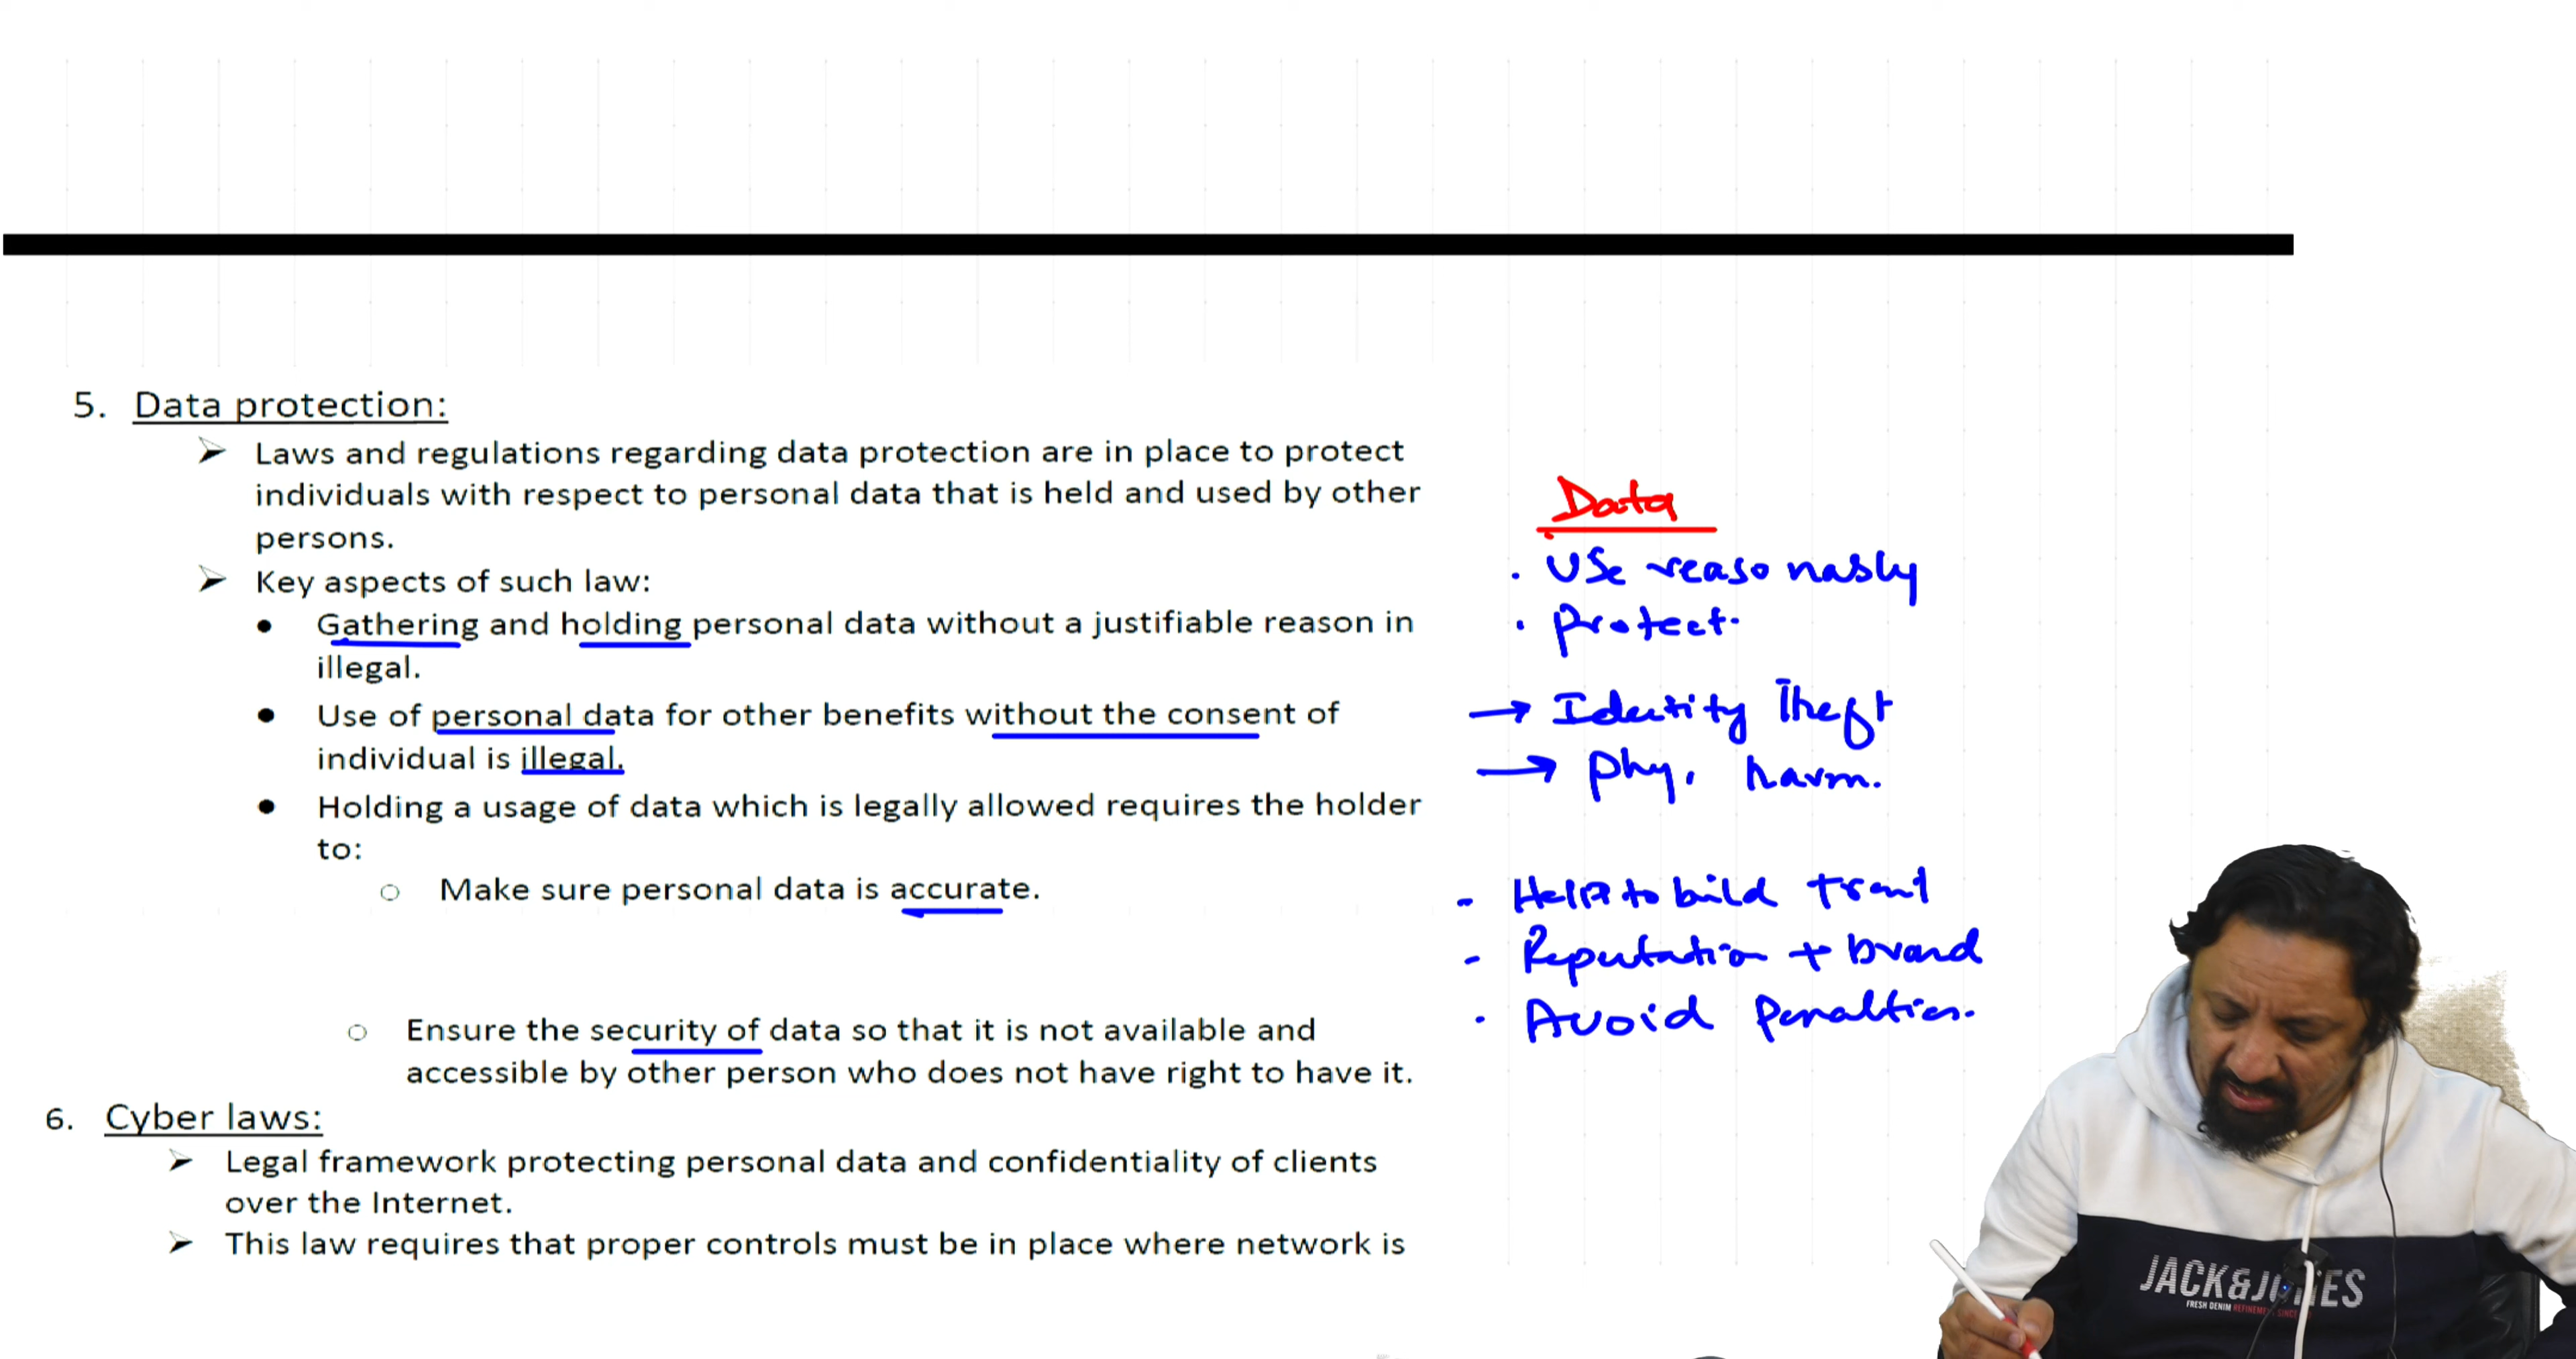 5. Data protection:
➤ Laws and regulations regarding data protection are in place to protect
individuals with respect to personal data that is held and used by other
persons.
➤ Key aspects of such law:
● Gathering and holding personal data without a justifiable reason in
illegal.
● Use of personal data for other benefits without the consent of
individual is illegal.
● Holding a usage of data which is legally allowed requires the holder
to:
○ Make sure personal data is accurate.
○ Ensure the security of data so that it is not available and
accessible by other person who does not have right to have it.
6. Cyber laws:
➤ Legal framework protecting personal data and confidentiality of clients
over the Internet.
➤ This law requires that proper controls must be in place where network is
Data
. Use reasonably
. Protect.
→ Identity Theft
→ Phy. harm.
- Help to build trust
- Reputation + brand
. Avoid Penalties.
JACK&JONES
FRESH DENIM